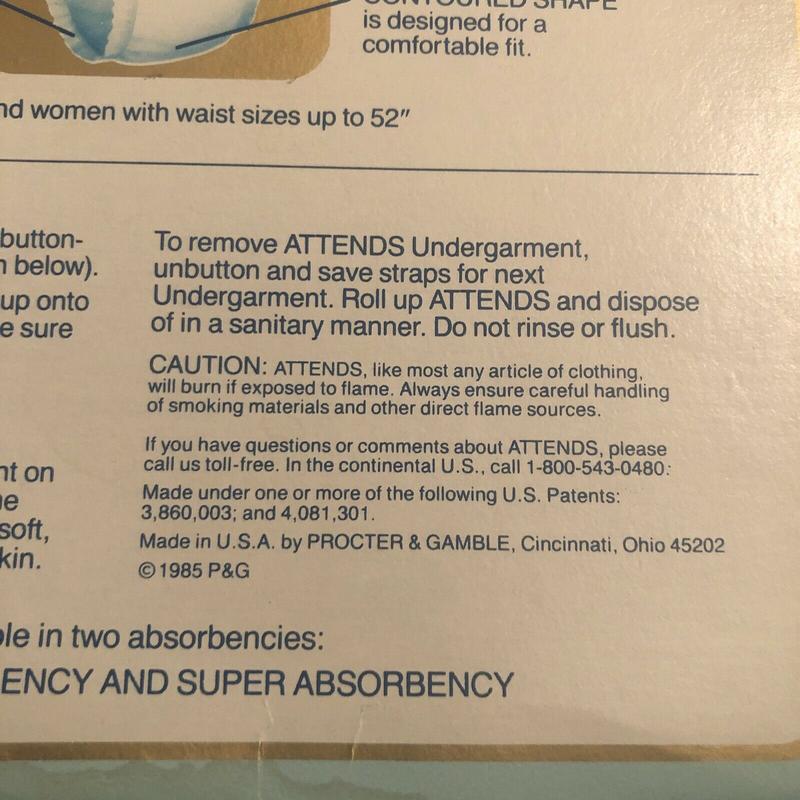 CONTOURED SHAPE
is designed for a
comfortable fit.
nd women with waist sizes up to 52"
button-
n below).
up onto
e sure
To remove ATTENDS Undergarment,
unbutton and save straps for next
Undergarment. Roll up ATTENDS and dispose
of in a sanitary manner. Do not rinse or flush.
CAUTION: ATTENDS, like most any article of clothing,
will burn if exposed to flame. Always ensure careful handling
of smoking materials and other direct flame sources.
nt on
ne
soft,
kin.
If you have questions or comments about ATTENDS, please
call us toll-free. In the continental U.S., call 1-800-543-0480.
Made under one or more of the following U.S. Patents:
3,860,003; and 4,081,301.
Made in U.S.A. by PROCTER & GAMBLE, Cincinnati, Ohio 45202
©1985 P&G
ble in two absorbencies:
ENCY AND SUPER ABSORBENCY